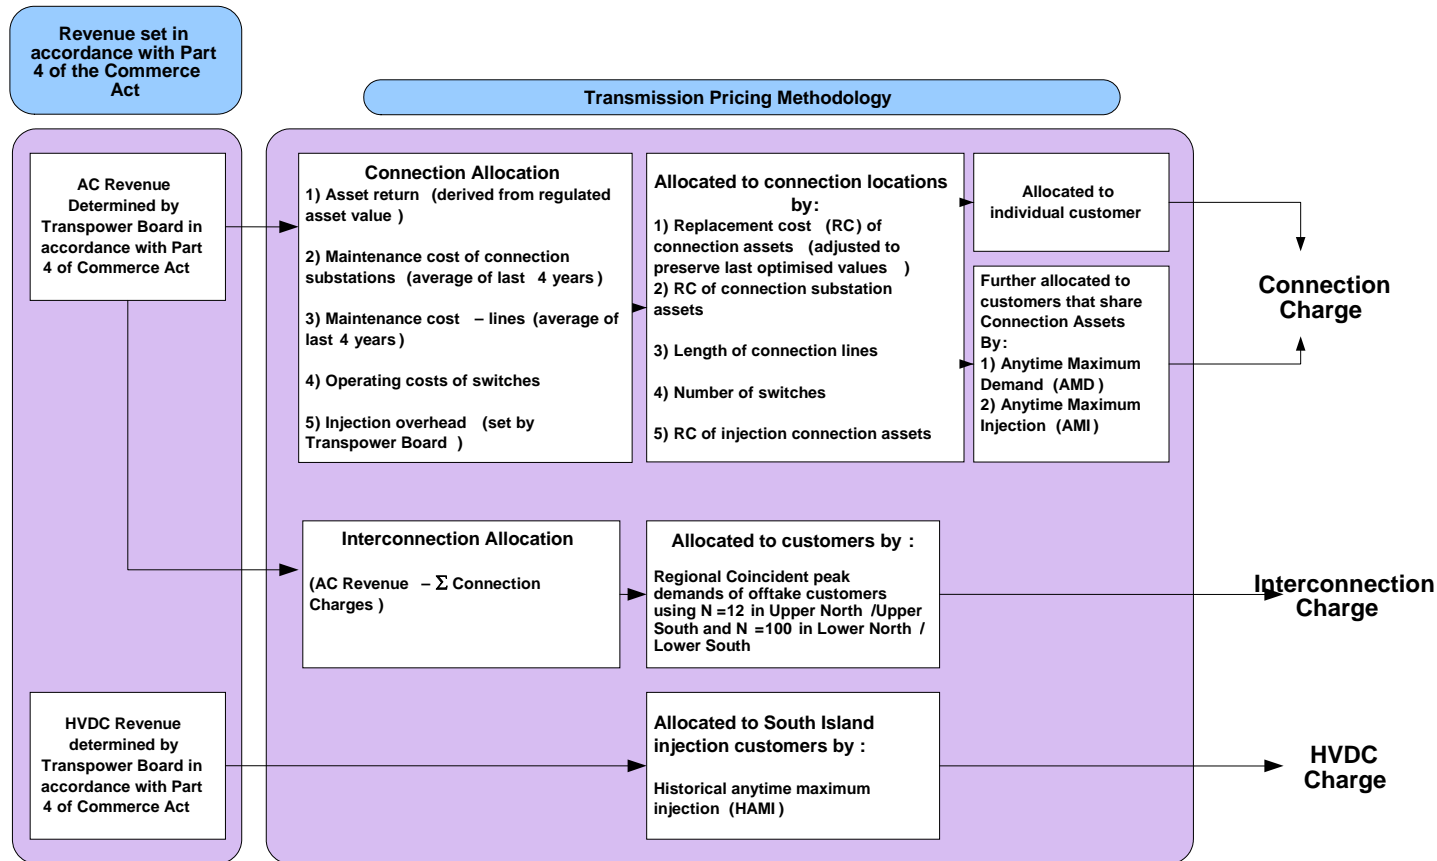 Revenue set in
accordance with Part
4 of the Commerce
Act
Transmission Pricing Methodology
AC Revenue
Determined by
Transpower Board in
accordance with Part
4 of Commerce Act
Connection Allocation
1) Asset return (derived from regulated
asset value )
2) Maintenance cost of connection
substations (average of last 4 years )
3) Maintenance cost – lines (average of
last 4 years )
4) Operating costs of switches
5) Injection overhead (set by
Transpower Board )
Allocated to connection locations
by:
1) Replacement cost (RC) of
connection assets (adjusted to
preserve last optimised values )
2) RC of connection substation
assets
3) Length of connection lines
4) Number of switches
5) RC of injection connection assets
Allocated to
individual customer
Further allocated to
customers that share
Connection Assets
By:
1) Anytime Maximum
Demand (AMD )
2) Anytime Maximum
Injection (AMI )
Connection
Charge
Interconnection Allocation
(AC Revenue – Σ Connection
Charges )
Allocated to customers by :
Regional Coincident peak
demands of offtake customers
using N =12 in Upper North /Upper
South and N =100 in Lower North /
Lower South
Interconnection
Charge
HVDC Revenue
determined by
Transpower Board in
accordance with Part
4 of Commerce Act
Allocated to South Island
injection customers by :
Historical anytime maximum
injection (HAMI )
HVDC
Charge